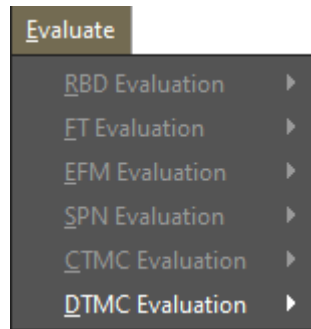 Evaluate
RBD Evaluation
FT Evaluation
EFM Evaluation
SPN Evaluation
CTMC Evaluation
DTMC Evaluation